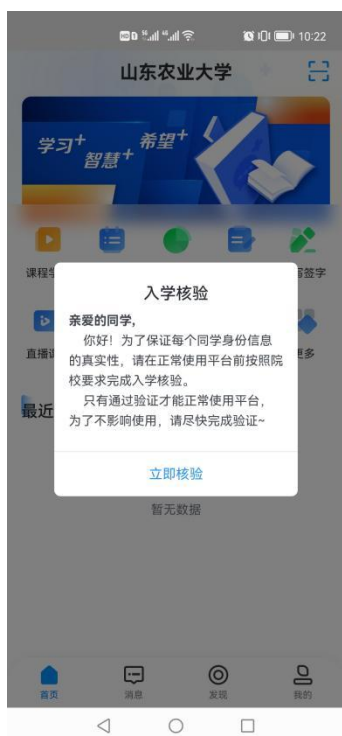 10:22
山东农业大学
学习+
智慧+
希望+
课程
写签字
直播
更多
最近
入学核验
亲爱的同学，
你好！为了保证每个同学身份信息
的真实性，请在正常使用平台前按照院
校要求完成入学核验。
只有通过验证才能正常使用平台，
为了不影响使用，请尽快完成验证~
立即核验
暂无数据
首页
消息
发现
我的